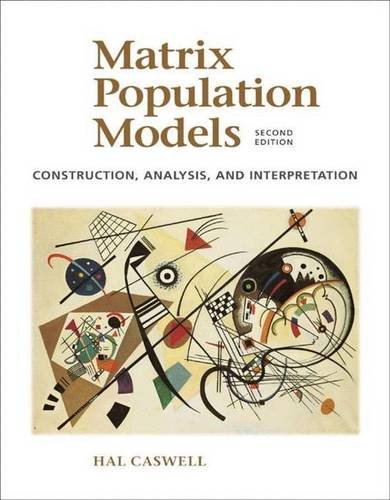 Matrix
Population
Models SECOND EDITION
CONSTRUCTION, ANALYSIS, AND INTERPRETATION
HAL CASWELL